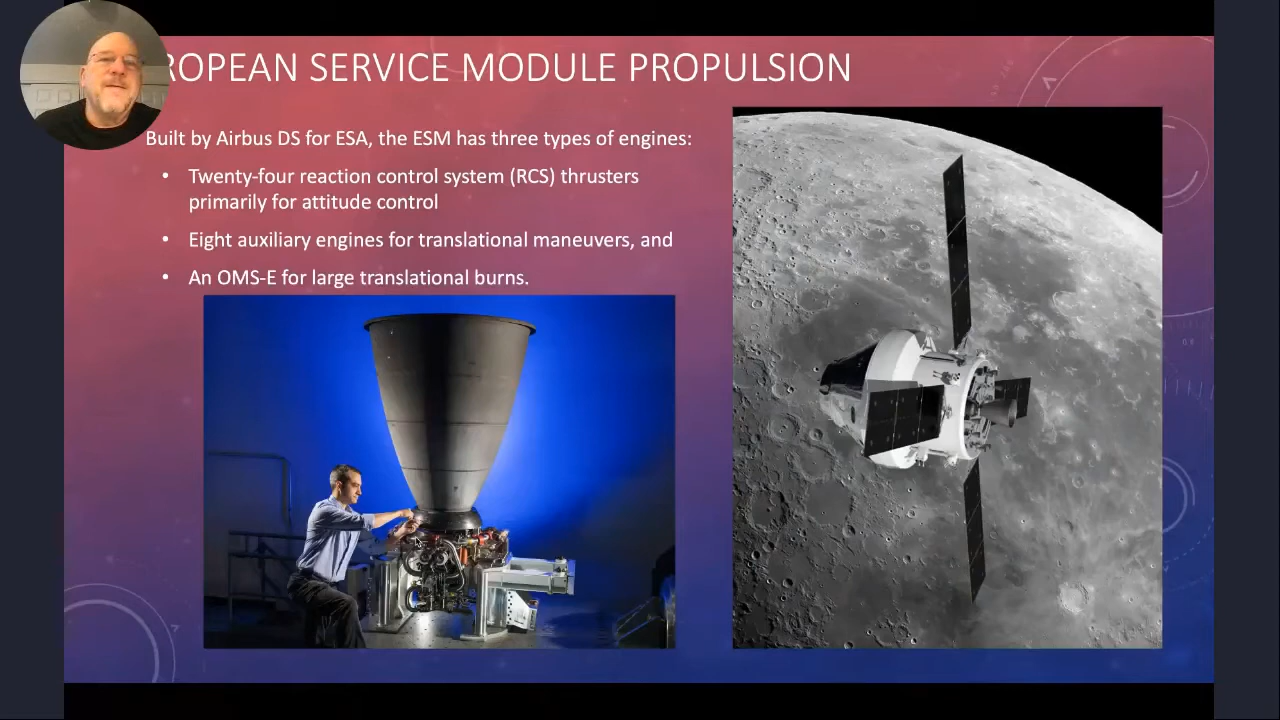 ROPEAN SERVICE MODULE PROPULSION
Built by Airbus DS for ESA, the ESM has three types of engines:
• Twenty-four reaction control system (RCS) thrusters
primarily for attitude control
• Eight auxiliary engines for translational maneuvers, and
• An OMS-E for large translational burns.